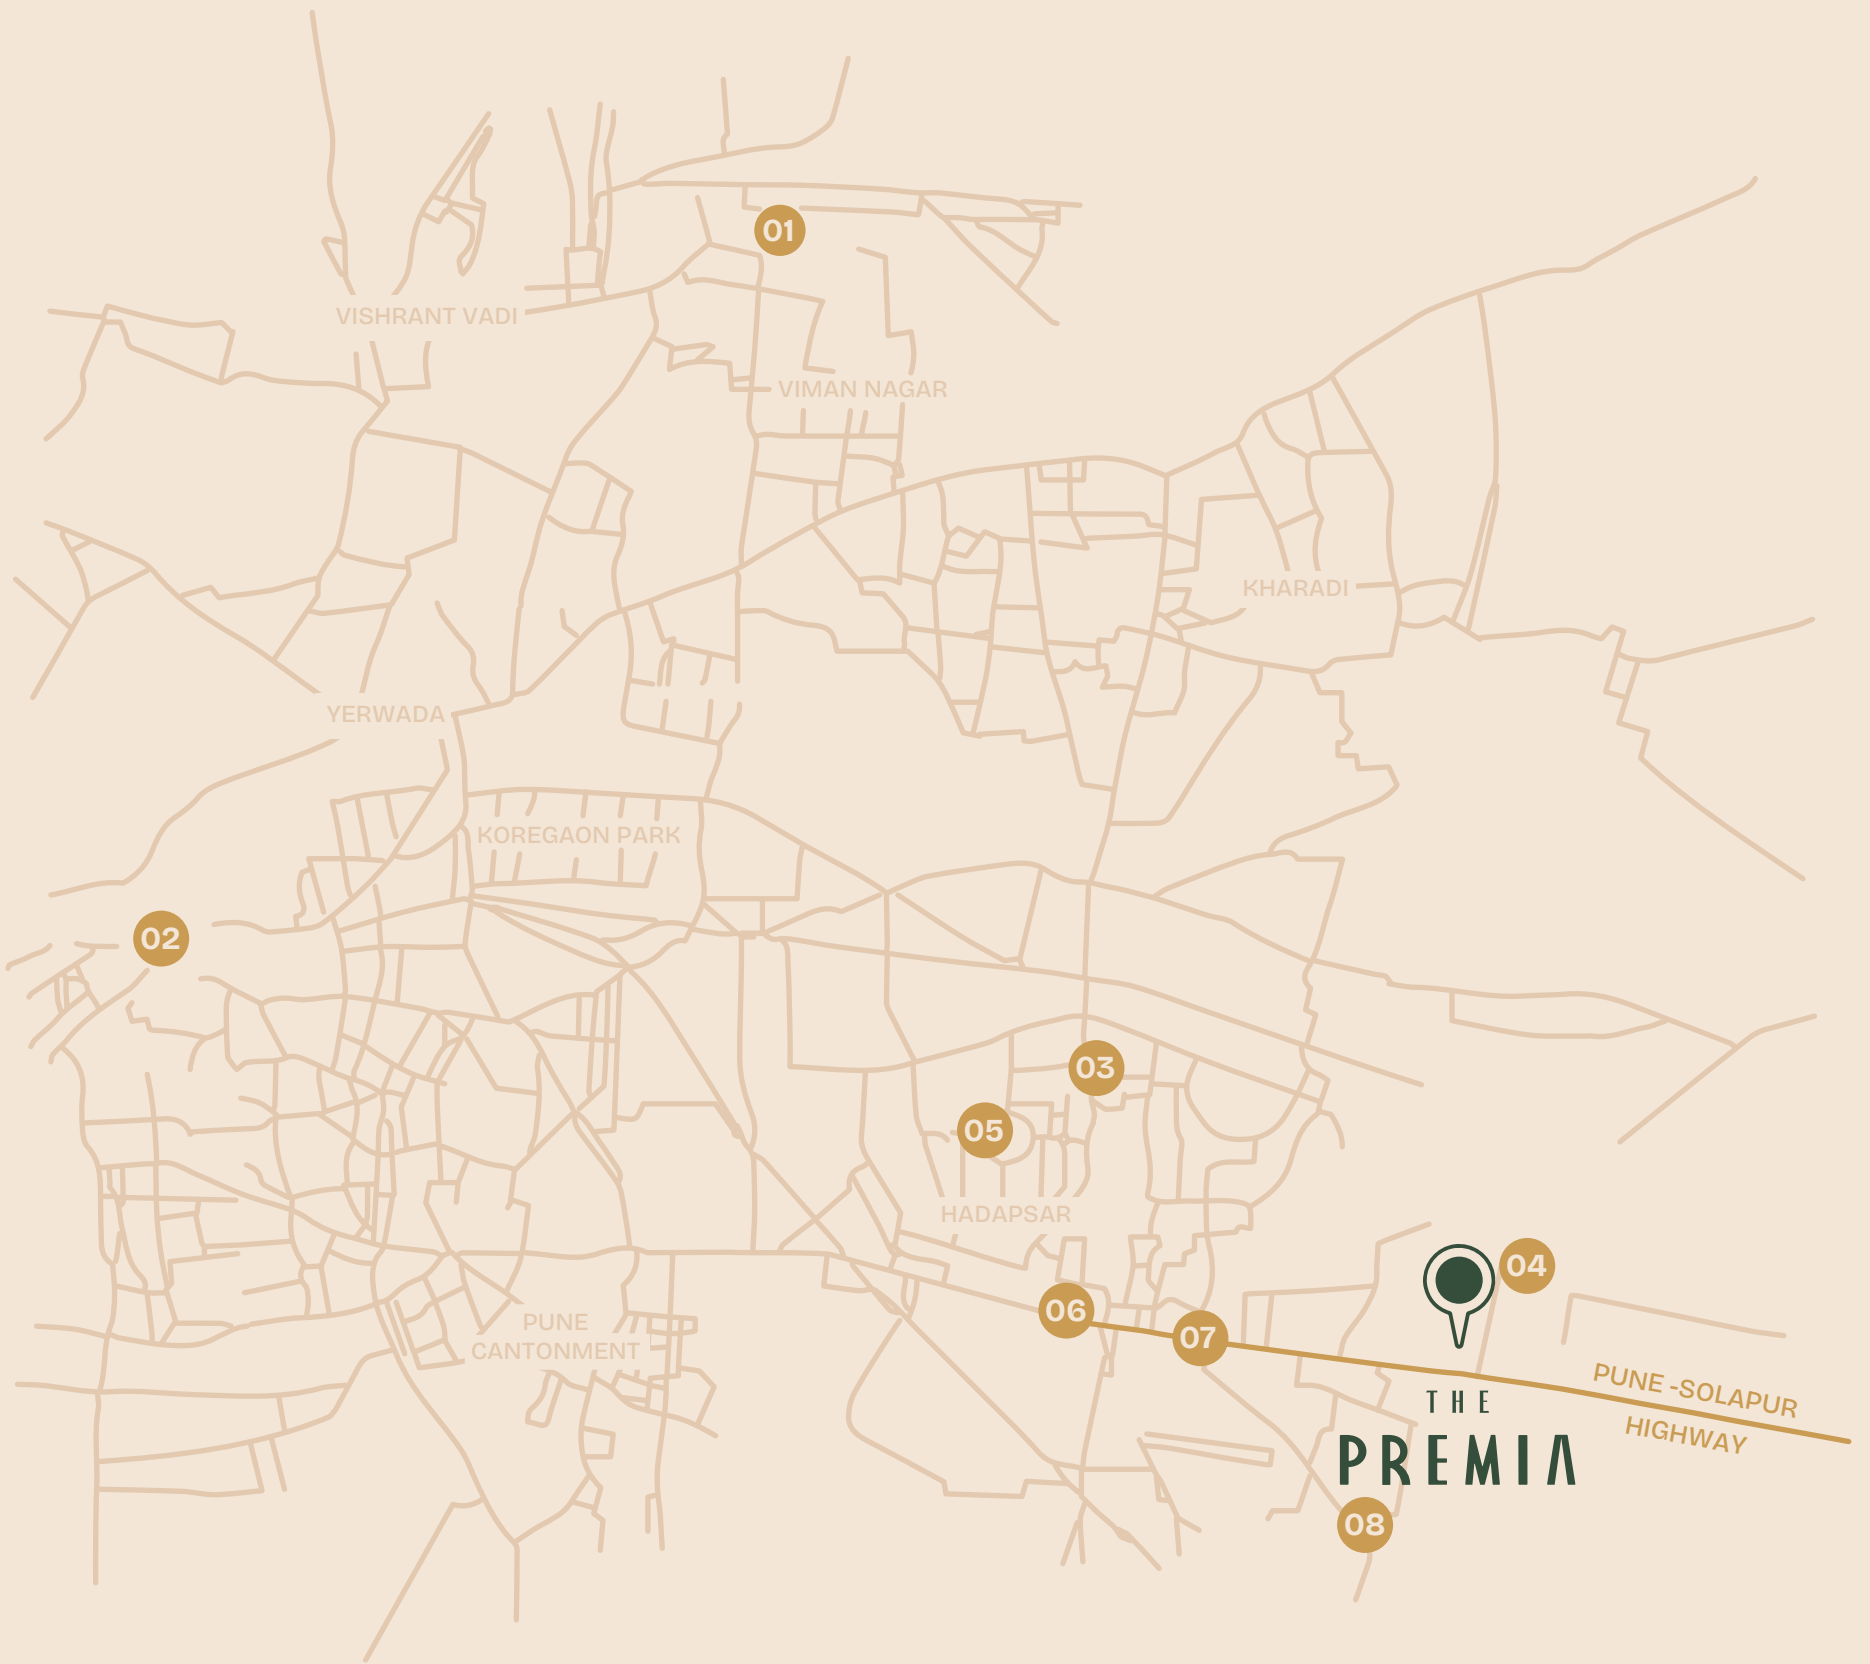 01
VISHRANT VADI
VIMAN NAGAR
KHARADI
YERWADA
KOREGAON PARK
02
03
05
HADAPSAR
04
06
07
PUNE
CANTONMENT
PUNE -SOLAPUR
HIGHWAY
THE
PREMIA
08